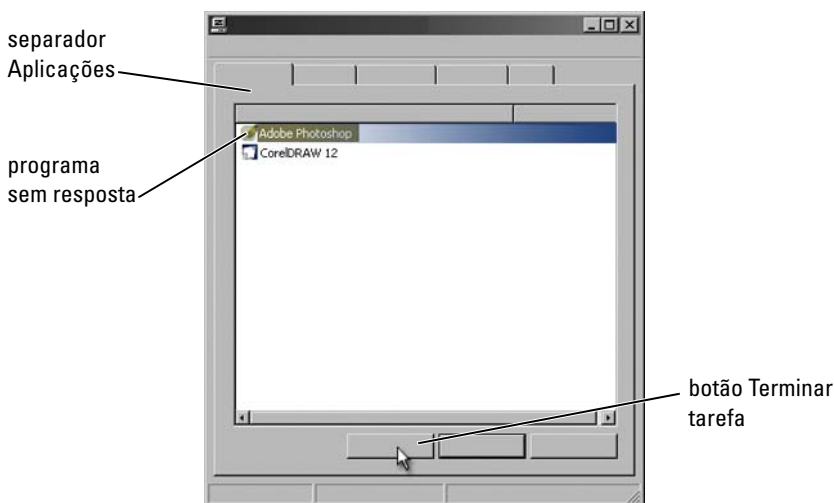 separador
Aplicações
Adobe Photoshop
CorelDRAW 12
programa
sem resposta
botão Terminar
tarefa